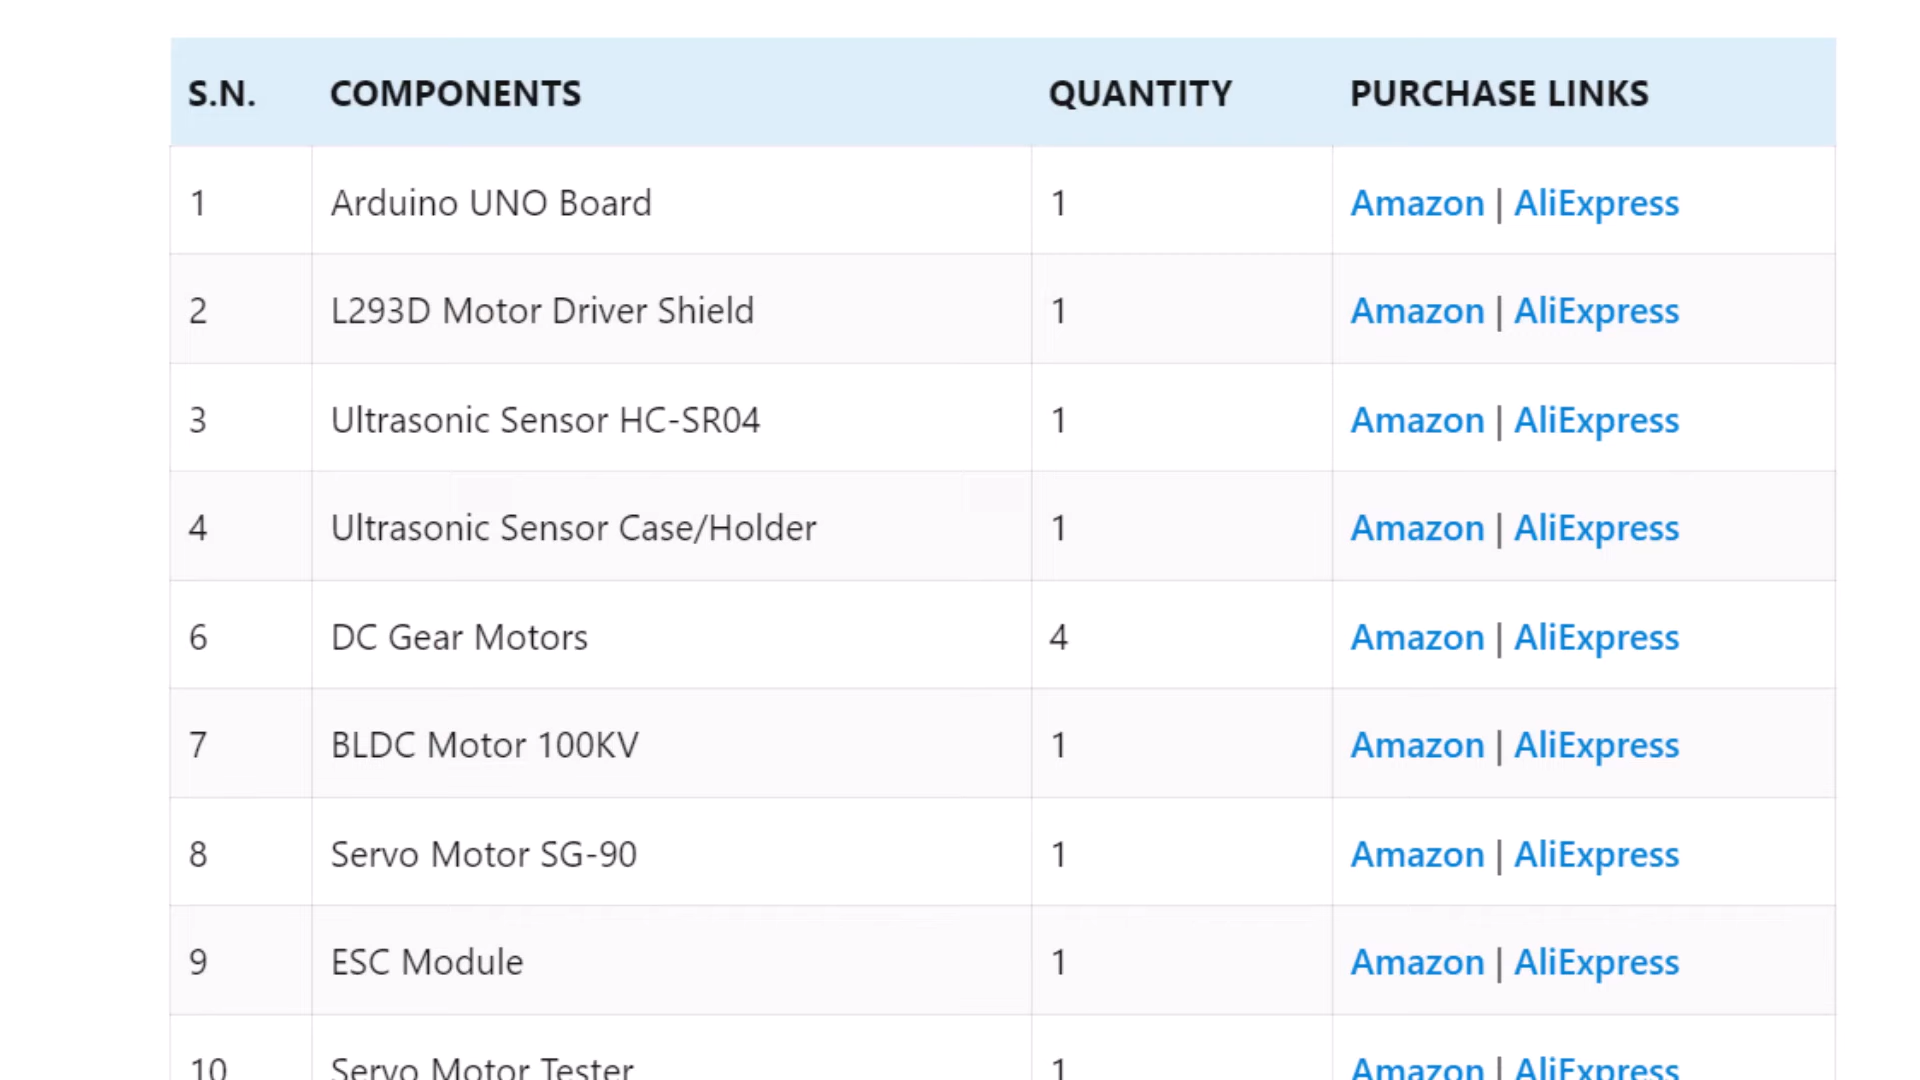 S.N. COMPONENTS QUANTITY PURCHASE LINKS
1 Arduino UNO Board 1 Amazon | AliExpress
2 L293D Motor Driver Shield 1 Amazon | AliExpress
3 Ultrasonic Sensor HC-SR04 1 Amazon | AliExpress
4 Ultrasonic Sensor Case/Holder 1 Amazon | AliExpress
6 DC Gear Motors 4 Amazon | AliExpress
7 BLDC Motor 100KV 1 Amazon | AliExpress
8 Servo Motor SG-90 1 Amazon | AliExpress
9 ESC Module 1 Amazon | AliExpress
10 Servo Motor Tester 1 Amazon | AliExpress